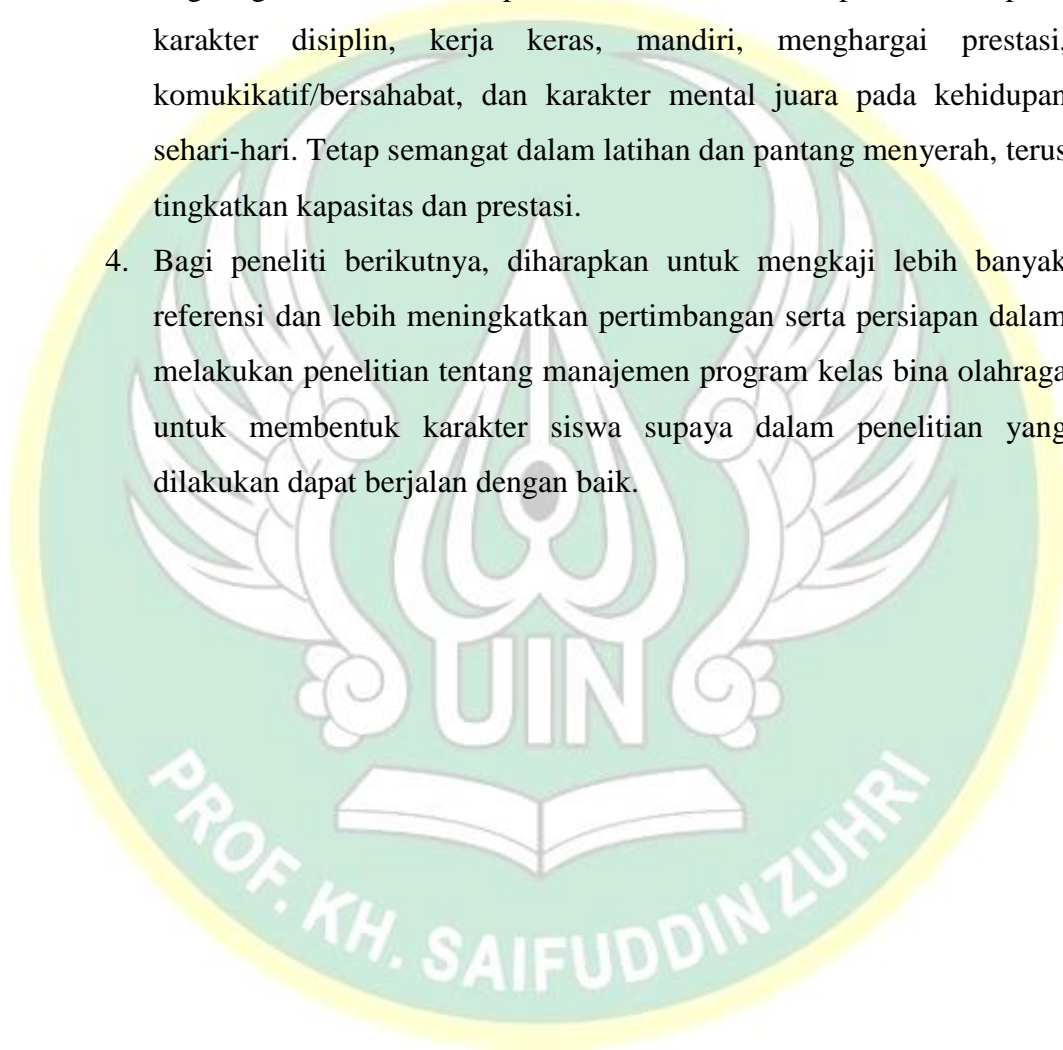 karakter disiplin, kerja keras, mandiri, menghargai prestasi,
komukikatif/bersahabat, dan karakter mental juara pada kehidupan
sehari-hari. Tetap semangat dalam latihan dan pantang menyerah, terus
tingkatkan kapasitas dan prestasi.
4. Bagi peneliti berikutnya, diharapkan untuk mengkaji lebih banyak
referensi dan lebih meningkatkan pertimbangan serta persiapan dalam
melakukan penelitian tentang manajemen program kelas bina olahraga
untuk membentuk karakter siswa supaya dalam penelitian yang
dilakukan dapat berjalan dengan baik.
UIN
PROF. KH. SAIFUDDIN ZUHRI